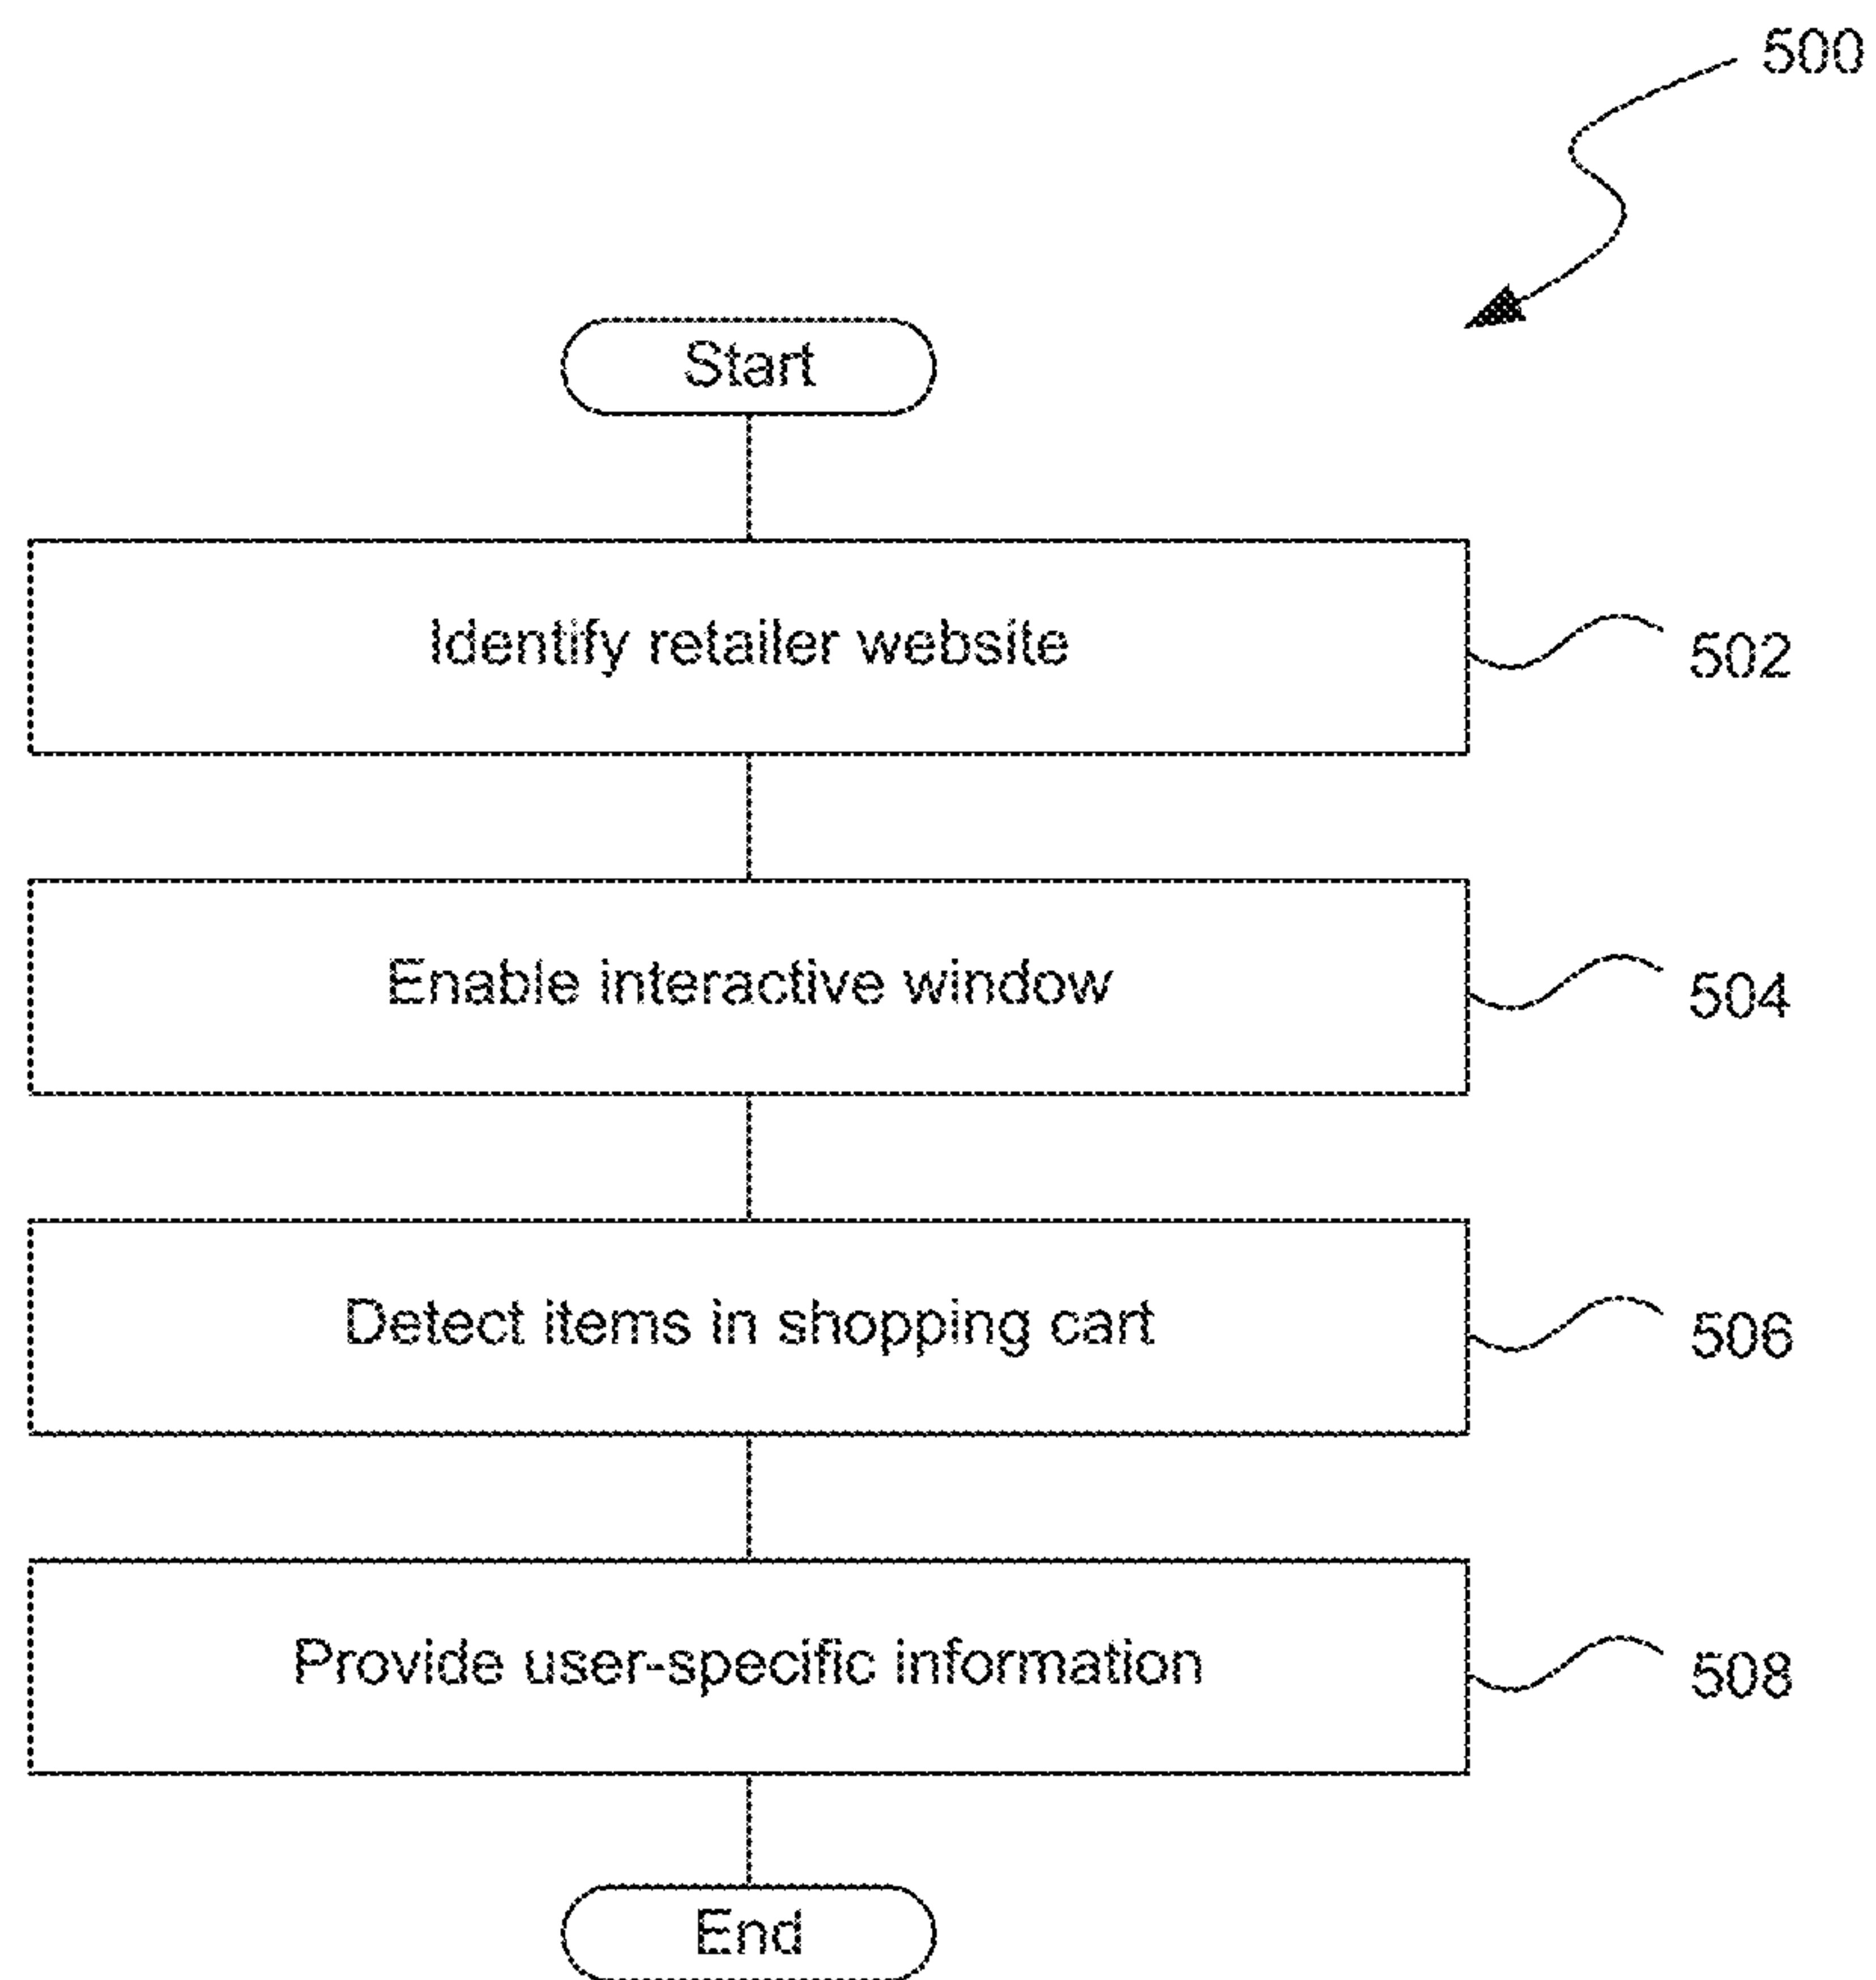 500
Start
Identify retailer website
502
Enable interactive window
504
Detect items in shopping cart
506
Provide user-specific information
508
End